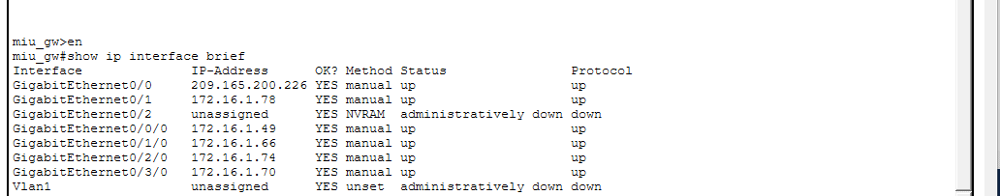 miu_gw>en
miu_gw#show ip interface brief
Interface              IP-Address      OK? Method Status                Protocol
GigabitEthernet0/0     209.165.200.226 YES manual up                    up
GigabitEthernet0/1     172.16.1.78     YES manual up                    up
GigabitEthernet0/2     unassigned      YES NVRAM  administratively down down
GigabitEthernet0/0/0   172.16.1.49     YES manual up                    up
GigabitEthernet0/1/0   172.16.1.66     YES manual up                    up
GigabitEthernet0/2/0   172.16.1.74     YES manual up                    up
GigabitEthernet0/3/0   172.16.1.70     YES manual up                    up
Vlan1                  unassigned      YES unset  administratively down down